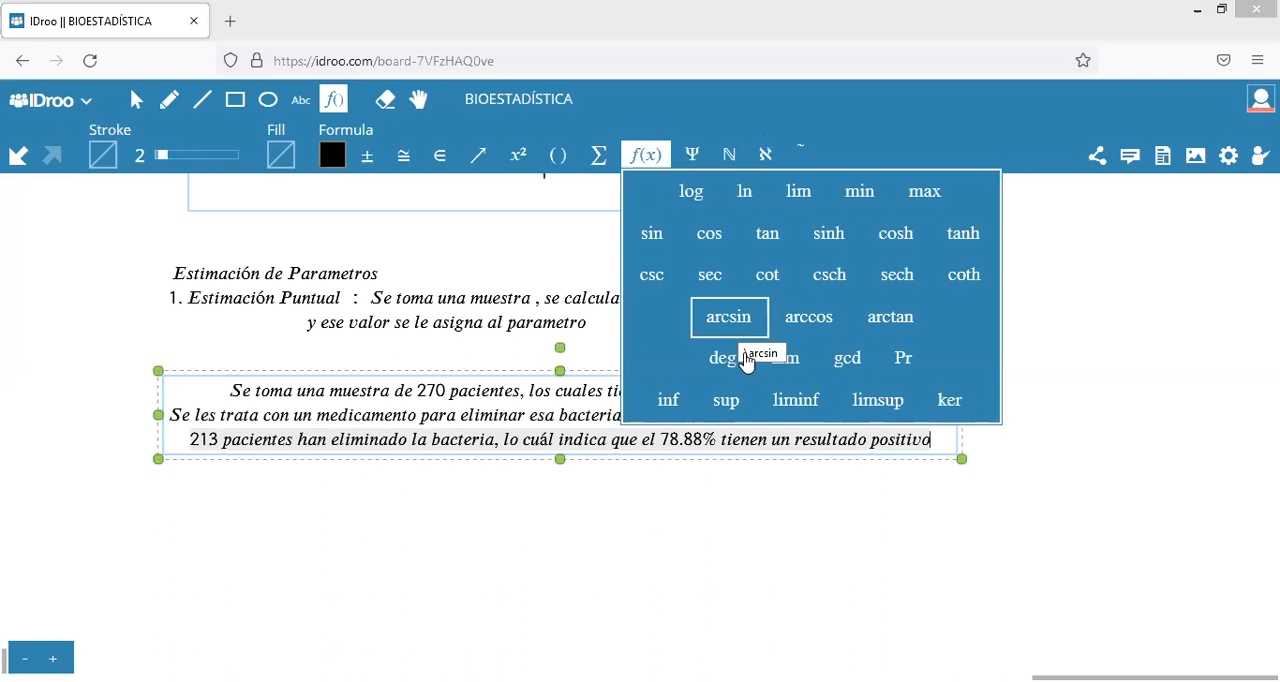 IDroo || BIOESTADÍSTICA
https://idroo.com/board-7VFzHAQ0ve
IDroo
Abc
f()
BIOESTADÍSTICA
Stroke
Fill
Formula
2
± ≅ ∈ x² ( ) Σ f(x) Ψ ℕ ℵ ~
log ln lim min max
sin cos tan sinh cosh tanh
csc sec cot csch sech coth
arcsin arccos arctan
\arcsin
deg gcd Pr
inf sup liminf limsup ker
Estimación de Parametros
1. Estimación Puntual : Se toma una muestra , se calcula
y ese valor se le asigna al parametro
Se toma una muestra de 270 pacientes, los cuales
Se les trata con un medicamento para eliminar esa bacteria
213 pacientes han eliminado la bacteria, lo cuál indica que el 78.88% tienen un resultado positivo
- +